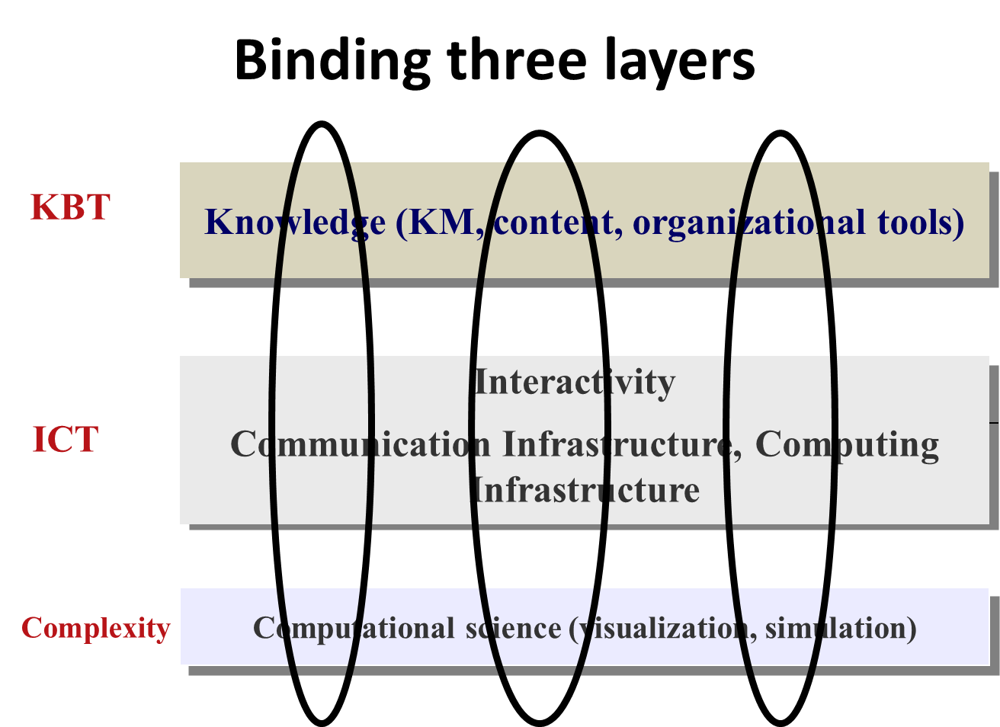 Binding three layers
KBT
Knowledge (KM, content, organizational tools)
Interactivity
ICT
Communication Infrastructure, Computing
Infrastructure
Complexity
Computational science (visualization, simulation)